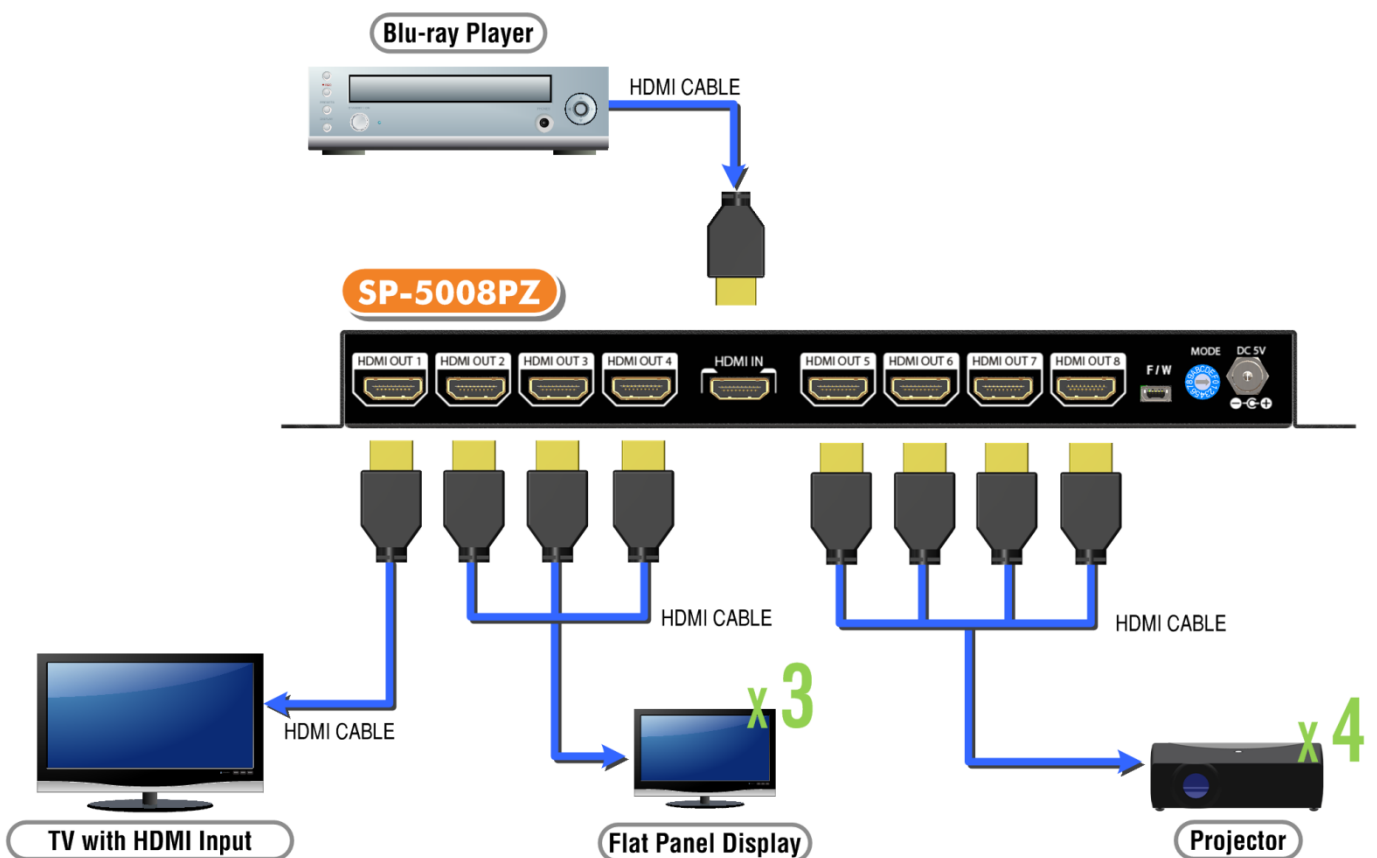 Blu-ray Player
HDMI CABLE
SP-5008PZ
HDMI OUT 1 HDMI OUT 2 HDMI OUT 3 HDMI OUT 4 HDMI IN HDMI OUT 5 HDMI OUT 6 HDMI OUT 7 HDMI OUT 8 F / W MODE DC 5V
HDMI CABLE
HDMI CABLE
HDMI CABLE
x 3
x 4
TV with HDMI Input
Flat Panel Display
Projector